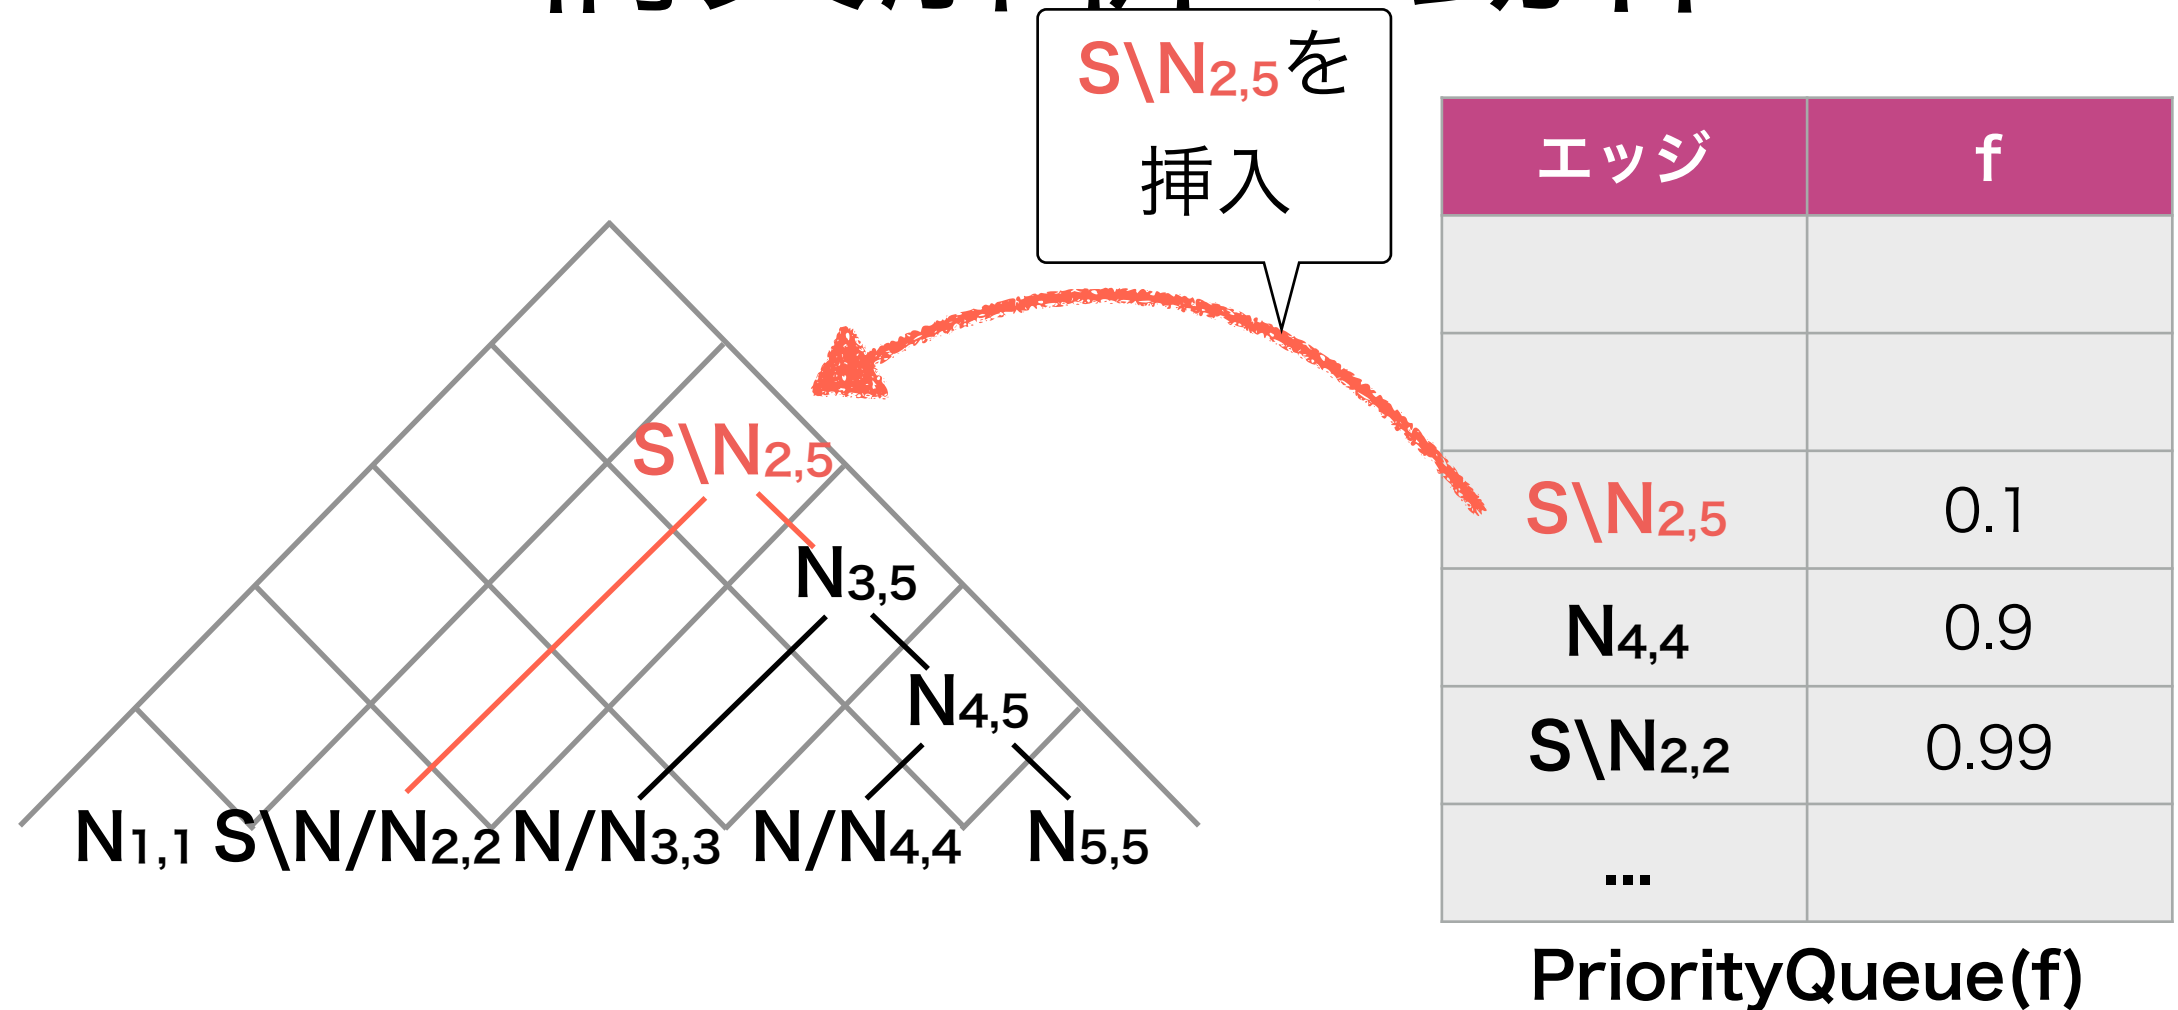 S\N2,5を
挿入
エッジ f
S\N2,5 0.1
N4,4 0.9
S\N2,2 0.99
...
PriorityQueue(f)
S\N2,5
N3,5
N4,5
N1,1 S\N/N2,2 N/N3,3 N/N4,4 N5,5